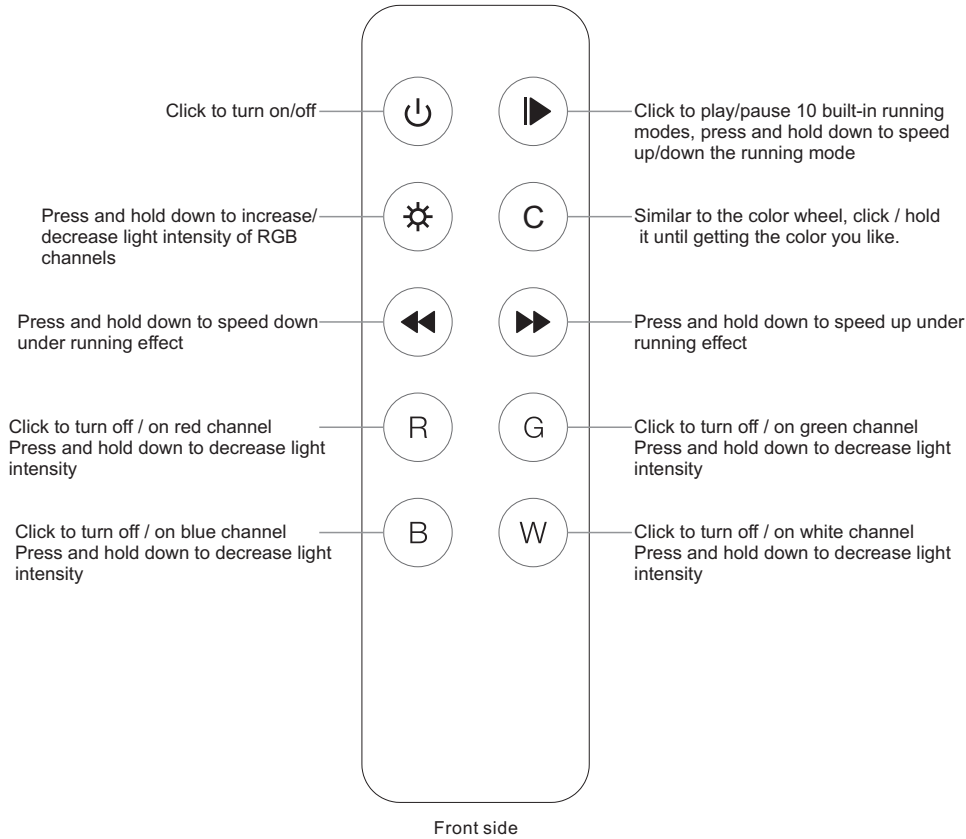 Click to turn on/off
Click to play/pause 10 built-in running
modes, press and hold down to speed
up/down the running mode
Press and hold down to increase/
decrease light intensity of RGB
channels
C
Similar to the color wheel, click / hold
it until getting the color you like.
Press and hold down to speed down
under running effect
Press and hold down to speed up under
running effect
Click to turn off / on red channel
Press and hold down to decrease light
intensity
R
G
Click to turn off / on green channel
Press and hold down to decrease light
intensity
Click to turn off / on blue channel
Press and hold down to decrease light
intensity
B
W
Click to turn off / on white channel
Press and hold down to decrease light
intensity
Front side